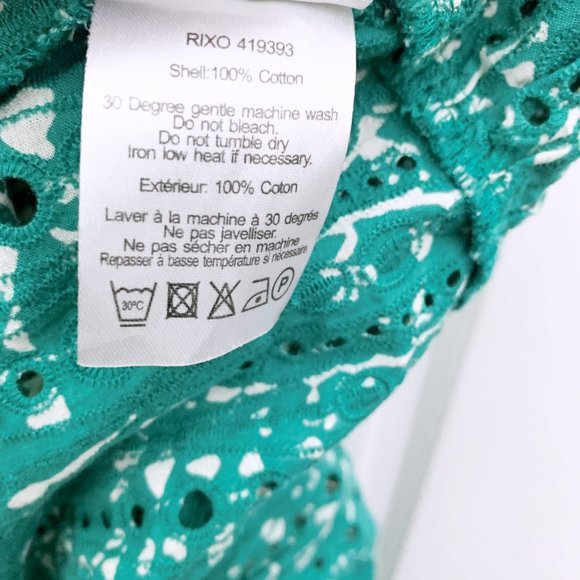 RIXO 419393
Shell:100% Cotton
30 Degree gentle machine wash
Do not bleach.
Do not tumble dry
Iron low heat if necessary.
Extérieur: 100% Coton
Laver à la machine à 30 degrés
Ne pas javelliser.
Ne pas sécher en machine
Repasser à basse température si nécessaire
30°C
P